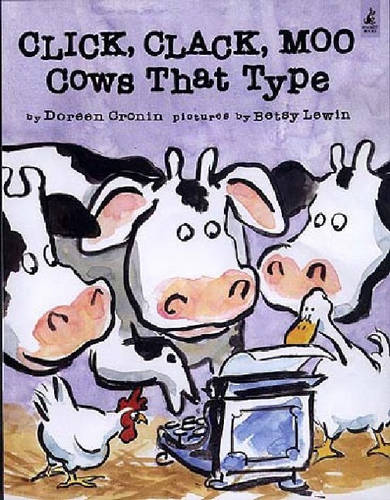 CLICK, CLACK, MOO
COWS THAT TYPE
by Doreen Cronin pictures by Betsy Lewin